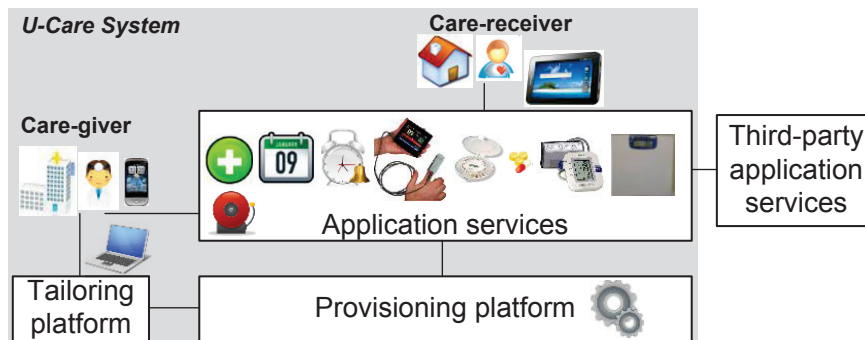 U-Care System
Care-receiver
Care-giver
09
Application services
Third-party
application
services
Tailoring
platform
Provisioning platform